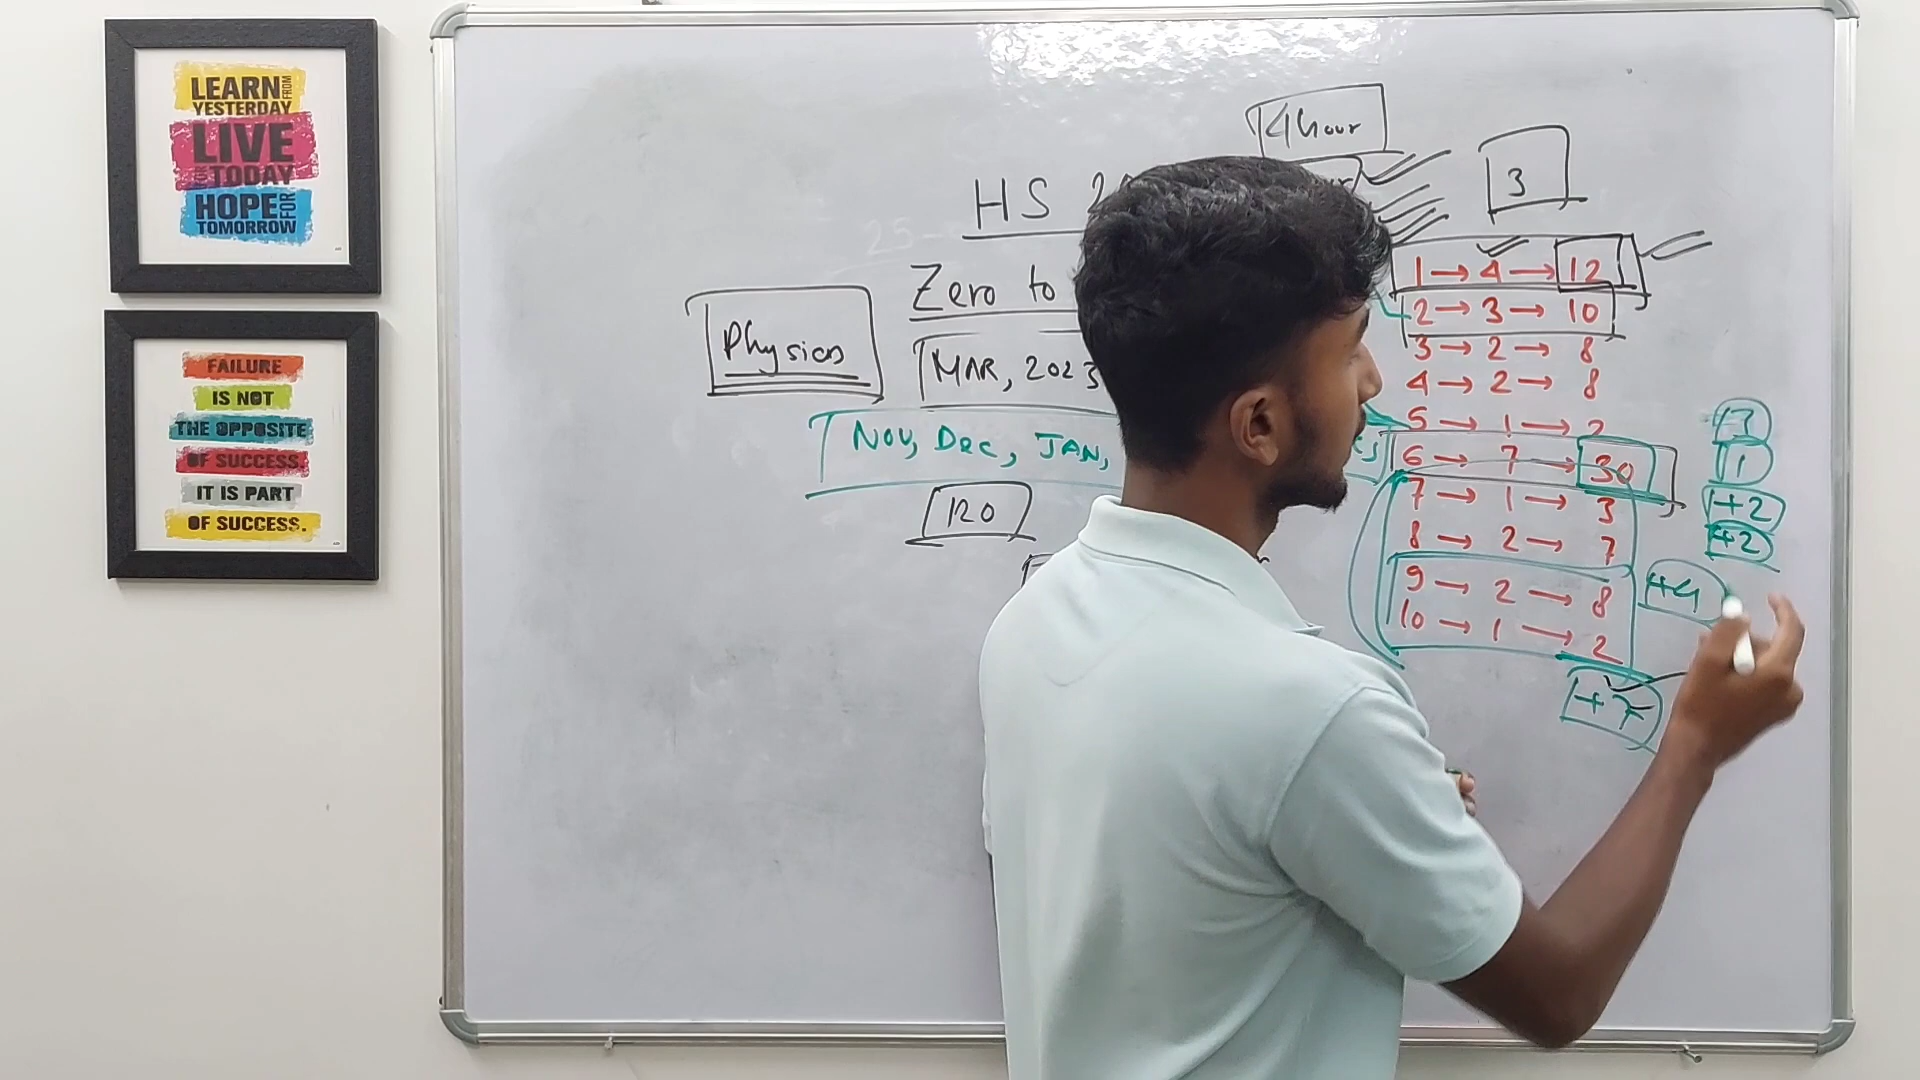 LEARN FROM
YESTERDAY
LIVE
FOR TODAY
HOPE FOR
TOMORROW
FAILURE
IS NOT
THE OPPOSITE
OF SUCCESS.
IT IS PART
OF SUCCESS.
4 hour
3
HS
Zero to
Physics
MAR, 2023
NOV, DEC, JAN,
120
1 → 4 → 12
2 → 3 → 10
3 → 2 → 8
4 → 2 → 8
5 → 1 → 2
6 → 7 → 30
7 → 1 → 3
8 → 2 → 7
9 → 2 → 8
10 → 1 → 2
1
+2
+2
+4